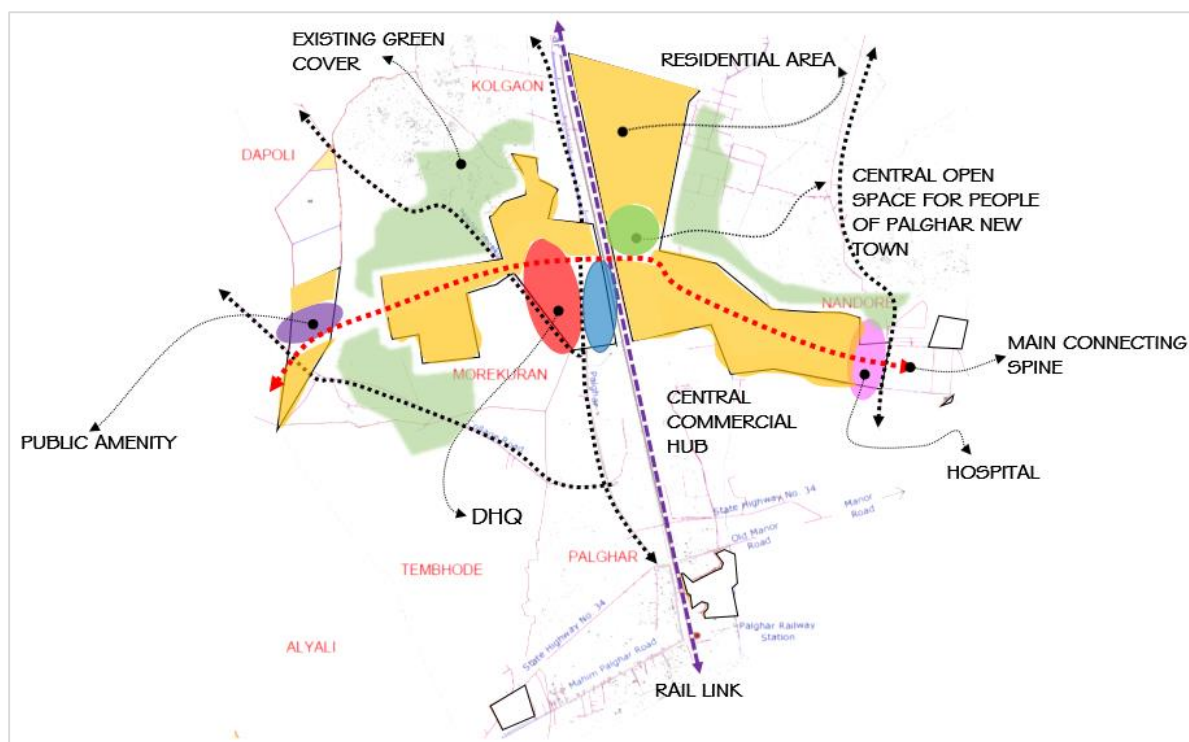 EXISTING GREEN
COVER
RESIDENTIAL AREA
KOLGAON
DAPOLI
CENTRAL OPEN
SPACE FOR PEOPLE
OF PALGHAR NEW
TOWN
NANDORE
MAIN CONNECTING
SPINE
MOREKURAN
Palghar
CENTRAL
COMMERCIAL
HUB
PUBLIC AMENITY
HOSPITAL
DHQ
State Highway No. 34
Manor
Road
Old Manor
Road
PALGHAR
TEMBHODE
State Highway No. 34
Palghar Railway
Station
ALYALI
Mahim Palghar Road
RAIL LINK